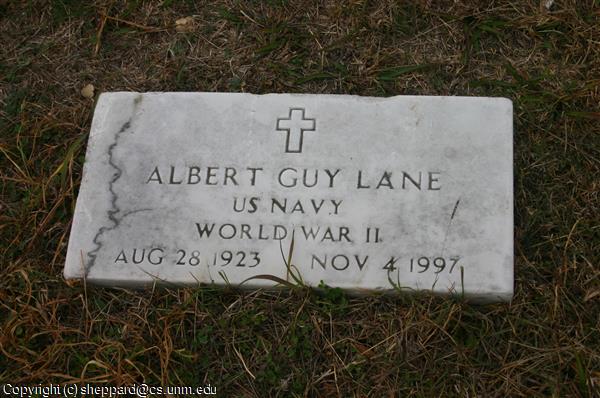 ALBERT GUY LANE
US NAVY
WORLD WAR II
AUG 28 1923 NOV 4 1997
Copyright (c) sheppard@cs.unm.edu